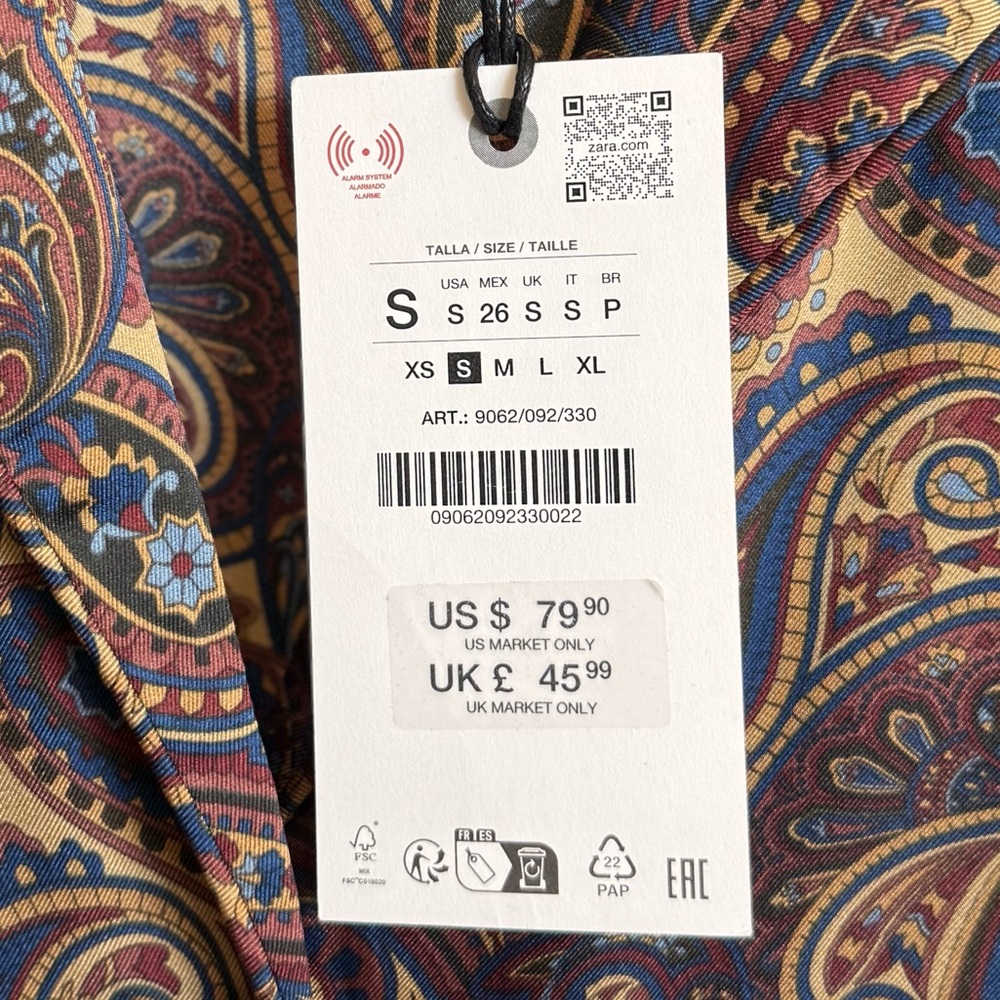 zara.com
ALARM SYSTEM
ALARMADO
ALARME
TALLA / SIZE / TAILLE
USA MEX UK IT BR
S S 26 S S P
XS S M L XL
ART.: 9062/092/330
09062092330022
US $ 79 90
US MARKET ONLY
UK £ 45 99
UK MARKET ONLY
FR ES
FSC
MIX
22
PAP
EAC